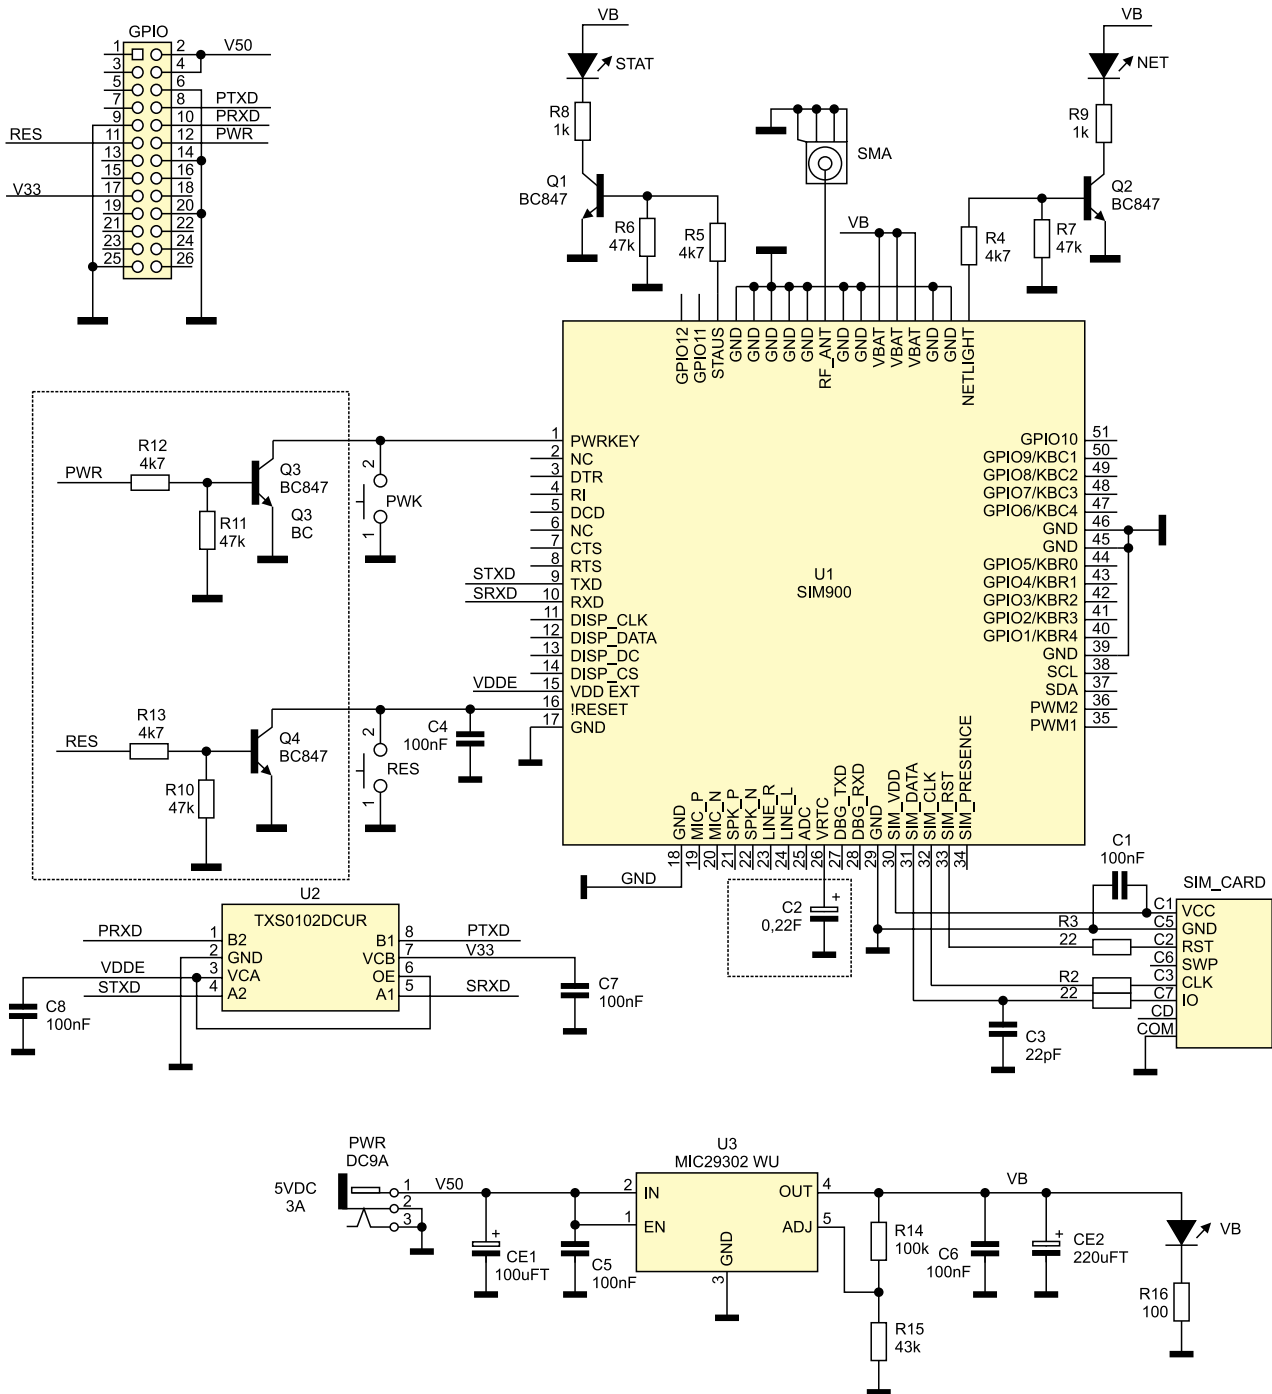 GPIO
1 2 V50
3 4
5 6
7 8 PTXD
9 10 PRXD
RES 11 12 PWR
13 14
15 16
V33 17 18
19 20
21 22
23 24
25 26
VB
STAT
R8
1k
Q1
BC847
R6
47k
R5
4k7
SMA
VB
VB
NET
R9
1k
Q2
BC847
R4
4k7
R7
47k
GPIO12
GPIO11
STAUS
GND
GND
GND
GND
GND
RF_ANT
GND
GND
VBAT
VBAT
VBAT
GND
GND
NETLIGHT
U1
SIM900
1 PWRKEY
2 NC
3 DTR
4 RI
5 DCD
6 NC
7 CTS
8 RTS
STXD 9 TXD
SRXD 10 RXD
11 DISP_CLK
12 DISP_DATA
13 DISP_DC
14 DISP_CS
VDDE 15 VDD EXT
16 !RESET
17 GND
GPIO10 51
GPIO9/KBC1 50
GPIO8/KBC2 49
GPIO7/KBC3 48
GPIO6/KBC4 47
GND 46
GND 45
GPIO5/KBR0 44
GPIO4/KBR1 43
GPIO3/KBR2 42
GPIO2/KBR3 41
GPIO1/KBR4 40
GND 39
SCL 38
SDA 37
PWM2 36
PWM1 35
GND 18
MIC_P 19
MIC_N 20
SPK_P 21
SPK_N 22
LINE_R 23
LINE_L 24
ADC 25
VRTC 26
DBG_TXD 27
DBG_RXD 28
GND 29
SIM_VDD 30
SIM_DATA 31
SIM_CLK 32
SIM_RST 33
SIM_PRESENCE 34
PWR
R12
4k7
R11
47k
Q3
BC847
Q3
BC
2
PWK
1
RES
R13
4k7
R10
47k
Q4
BC847
2
RES
1
C4
100nF
GND
C2
0,22F
+
C1
100nF
SIM_CARD
C1 VCC
R3 C5 GND
22 C2 RST
C6 SWP
R2 C3 CLK
22 C7 IO
CD
COM
C3
22pF
U2
TXS0102DCUR
PRXD 1 B2 B1 8 PTXD
2 GND VCB 7 V33
VDDE 3 VCA OE 6
STXD 4 A2 A1 5 SRXD
C8
100nF
C7
100nF
PWR
DC9A
5VDC
3A
1
2
3
V50
+
CE1
100uFT
C5
100nF
U3
MIC29302 WU
2 IN OUT 4
1 EN ADJ 5
GND
3
VB
R14
100k
R15
43k
C6
100nF
+
CE2
220uFT
VB
R16
100